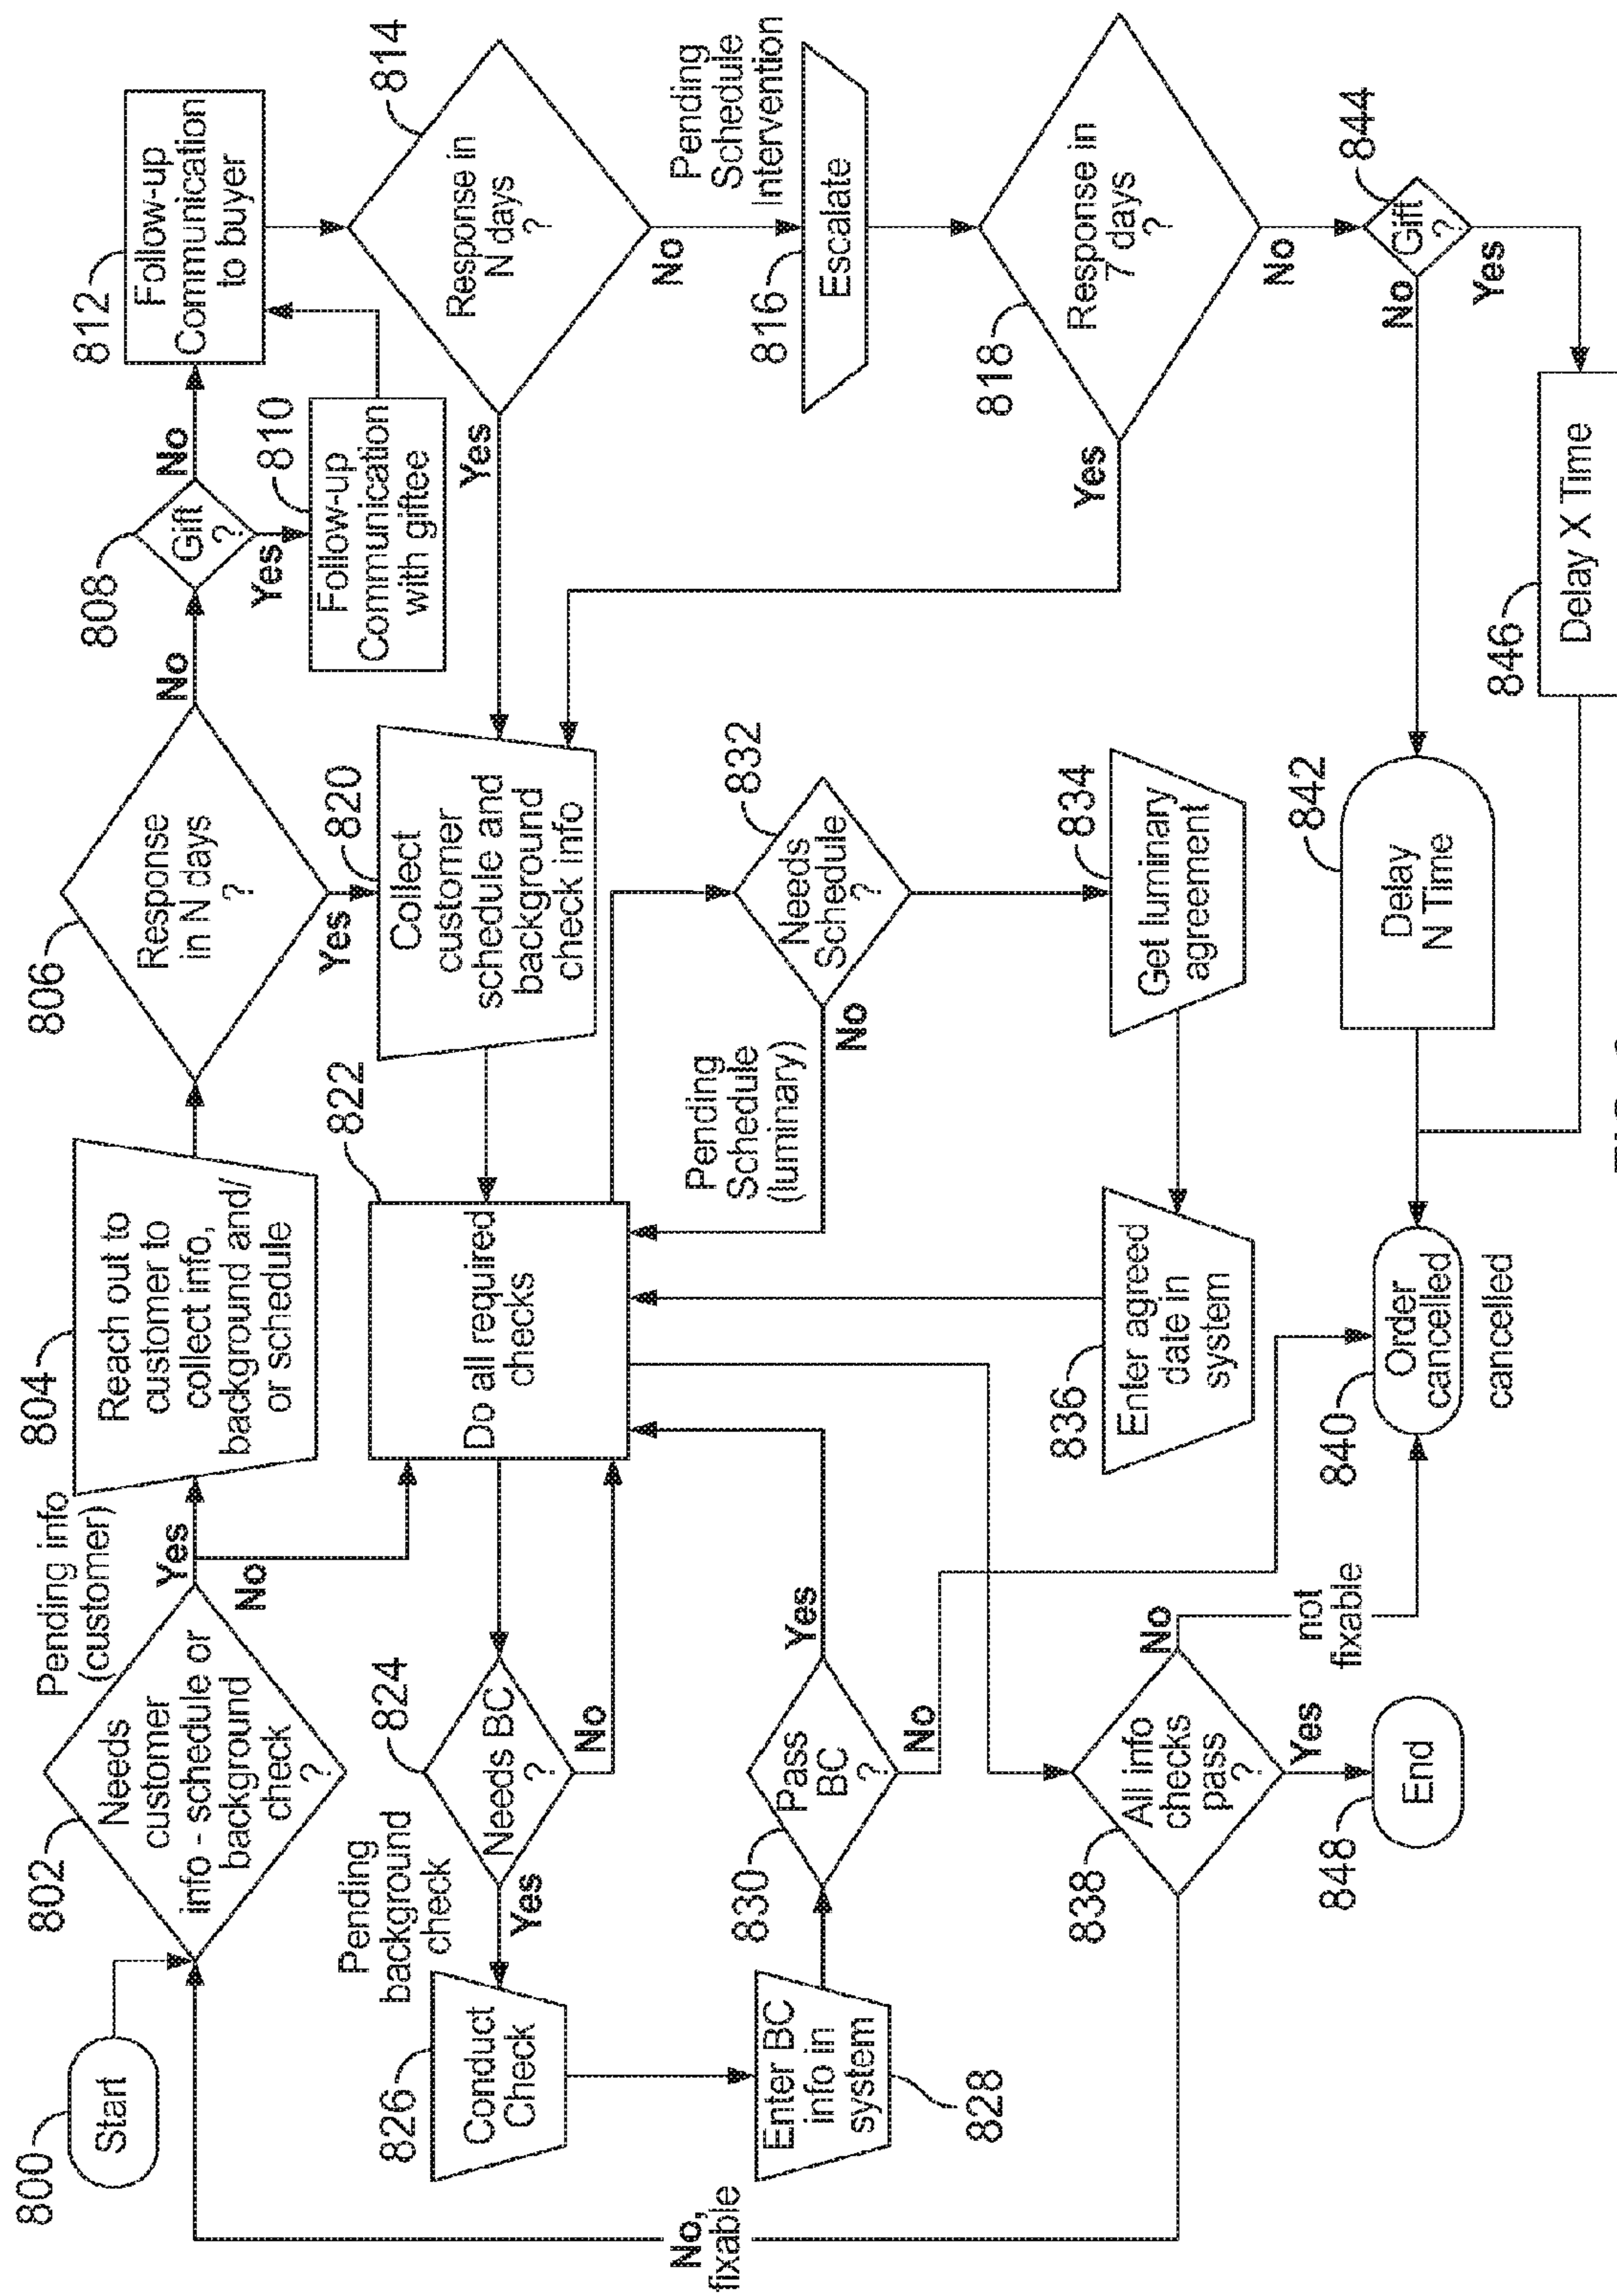 800
Start
802
Needs
customer
info - schedule or
background
check
?
Pending info
(customer)
Yes
No
804
Reach out to
customer to
collect info,
background and/
or schedule
806
Response
in N days
?
No
Yes
808
Gift
?
No
Yes
810
Follow-up
Communication
with giftee
812
Follow-up
Communication
to buyer
814
Response in
N days
?
Yes
No
Pending
Schedule
Intervention
816
Escalate
818
Response in
7 days
?
Yes
No
820
Collect
customer
schedule and
background
check info
822
Do all required
checks
824
Needs BC
?
Yes
No
Pending
background
check
826
Conduct
Check
828
Enter BC
info in
system
830
Pass
BC
?
Yes
No
832
Needs
Schedule
?
No
Pending
Schedule
(luminary)
834
Get luminary
agreement
836
Enter agreed
date in
system
838
All info
checks
pass
?
No
not
fixable
Yes
No,
fixable
848
End
840
Order
cancelled
cancelled
842
Delay
N Time
844
Gift
?
No
Yes
846
Delay X Time